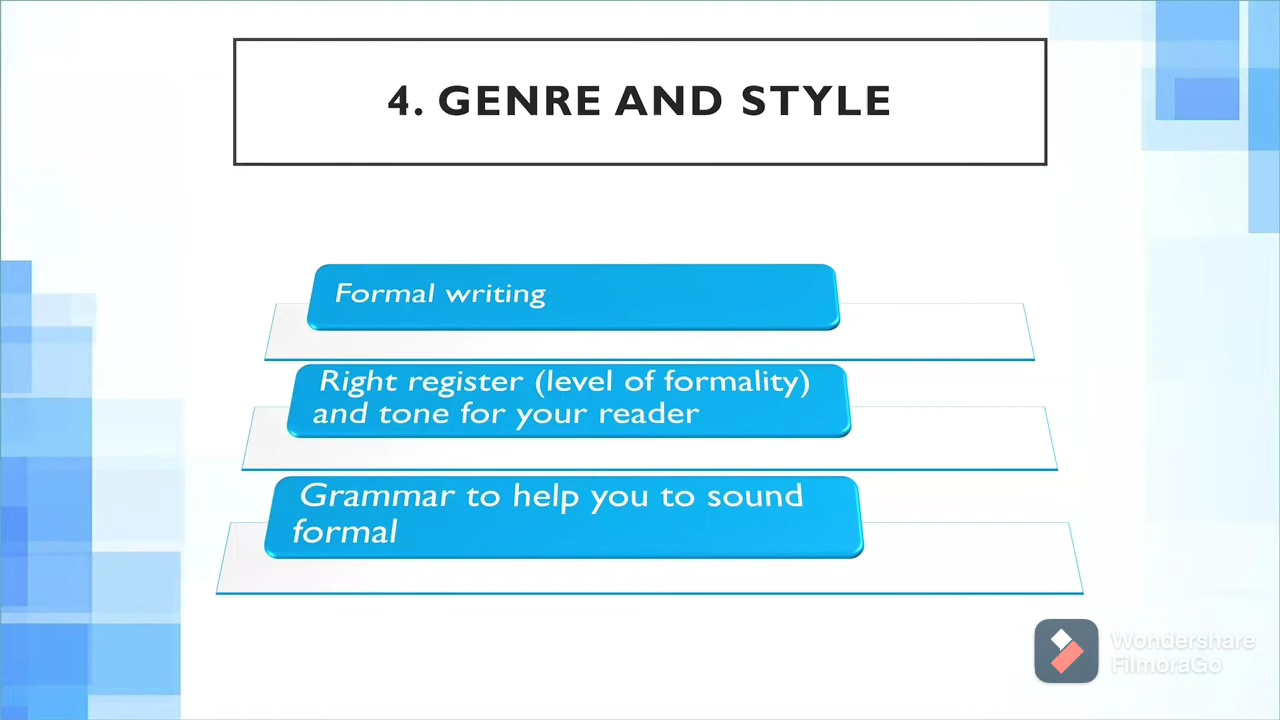 4. GENRE AND STYLE
Formal writing
Right register (level of formality)
and tone for your reader
Grammar to help you to sound
formal
Wondershare
FilmoraGo